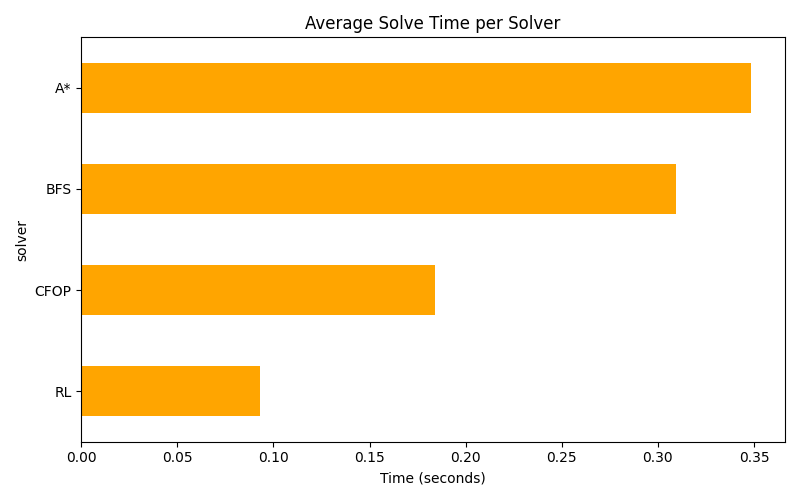 Average Solve Time per Solver
A*
BFS
CFOP
RL
solver
0.00 0.05 0.10 0.15 0.20 0.25 0.30 0.35
Time (seconds)